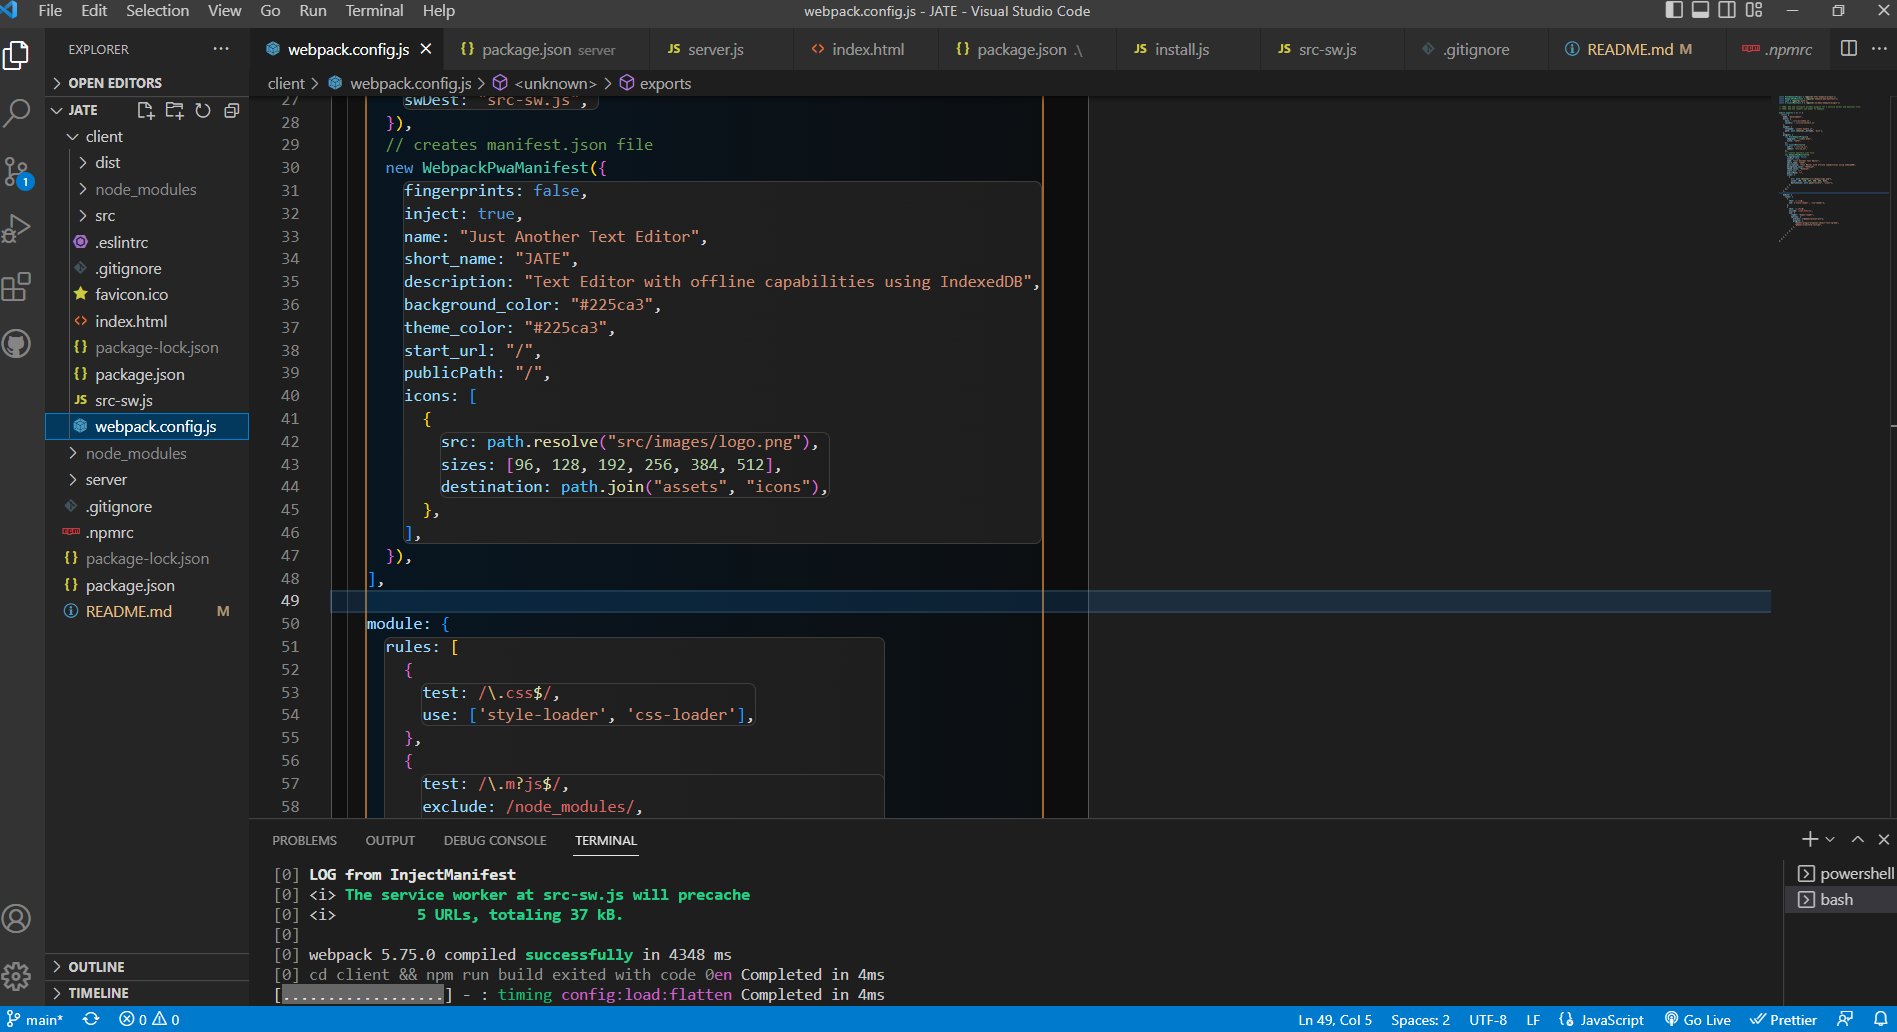 File Edit Selection View Go Run Terminal Help
webpack.config.js - JATE - Visual Studio Code
EXPLORER ···
OPEN EDITORS
JATE
client
dist
node_modules
src
.eslintrc
.gitignore
favicon.ico
index.html
package-lock.json
package.json
JS src-sw.js
webpack.config.js
node_modules
server
.gitignore
.npmrc
package-lock.json
package.json
README.md M
OUTLINE
TIMELINE
1
webpack.config.js
{} package.json server
JS server.js
<> index.html
{} package.json .\
JS install.js
JS src-sw.js
.gitignore
README.md M
.npmrc
client > webpack.config.js > <unknown> > exports
27 swDest: "src-sw.js",
28 }),
29 // creates manifest.json file
30 new WebpackPwaManifest({
31 fingerprints: false,
32 inject: true,
33 name: "Just Another Text Editor",
34 short_name: "JATE",
35 description: "Text Editor with offline capabilities using IndexedDB",
36 background_color: "#225ca3",
37 theme_color: "#225ca3",
38 start_url: "/",
39 publicPath: "/",
40 icons: [
41 {
42 src: path.resolve("src/images/logo.png"),
43 sizes: [96, 128, 192, 256, 384, 512],
44 destination: path.join("assets", "icons"),
45 },
46 ],
47 }),
48 ],
49
50 module: {
51 rules: [
52 {
53 test: /\.css$/,
54 use: ['style-loader', 'css-loader'],
55 },
56 {
57 test: /\.m?js$/,
58 exclude: /node_modules/,
PROBLEMS OUTPUT DEBUG CONSOLE TERMINAL
[0] LOG from InjectManifest
[0] <i> The service worker at src-sw.js will precache
[0] <i> 5 URLs, totaling 37 kB.
[0]
[0] webpack 5.75.0 compiled successfully in 4348 ms
[0] cd client && npm run build exited with code 0en Completed in 4ms
[..................] - : timing config:load:flatten Completed in 4ms
powershell
bash
main* 0 0
Ln 49, Col 5 Spaces: 2 UTF-8 LF {} JavaScript Go Live Prettier